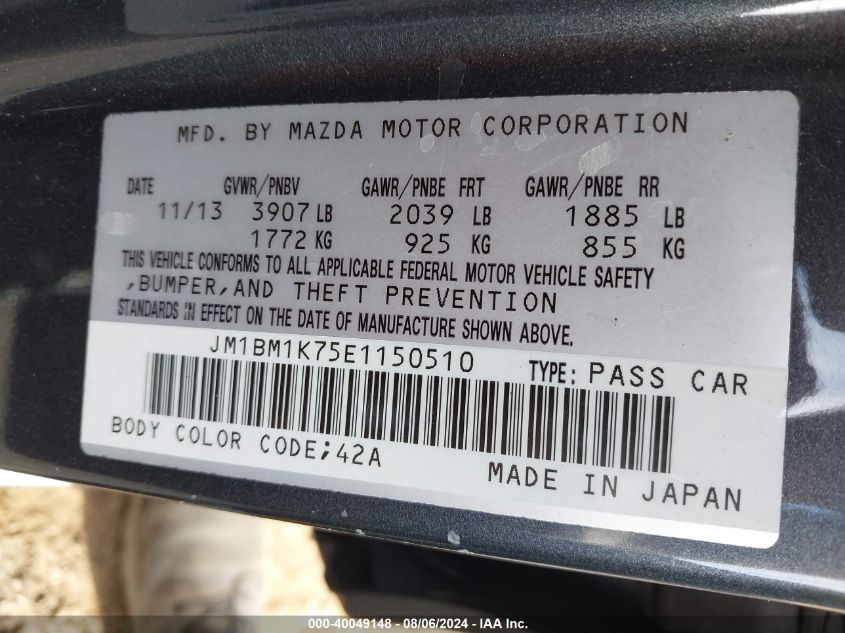 MFD. BY MAZDA MOTOR CORPORATION
DATE GVWR/PNBV GAWR/PNBE FRT GAWR/PNBE RR
11/13 3907 LB 2039 LB 1885 LB
1772 KG 925 KG 855 KG
THIS VEHICLE CONFORMS TO ALL APPLICABLE FEDERAL MOTOR VEHICLE SAFETY
,BUMPER,AND THEFT PREVENTION
STANDARDS IN EFFECT ON THE DATE OF MANUFACTURE SHOWN ABOVE.
JM1BM1K75E1150510 TYPE: PASS CAR
BODY COLOR CODE;42A
MADE IN JAPAN
000-40049148 - 08/06/2024 - IAA Inc.